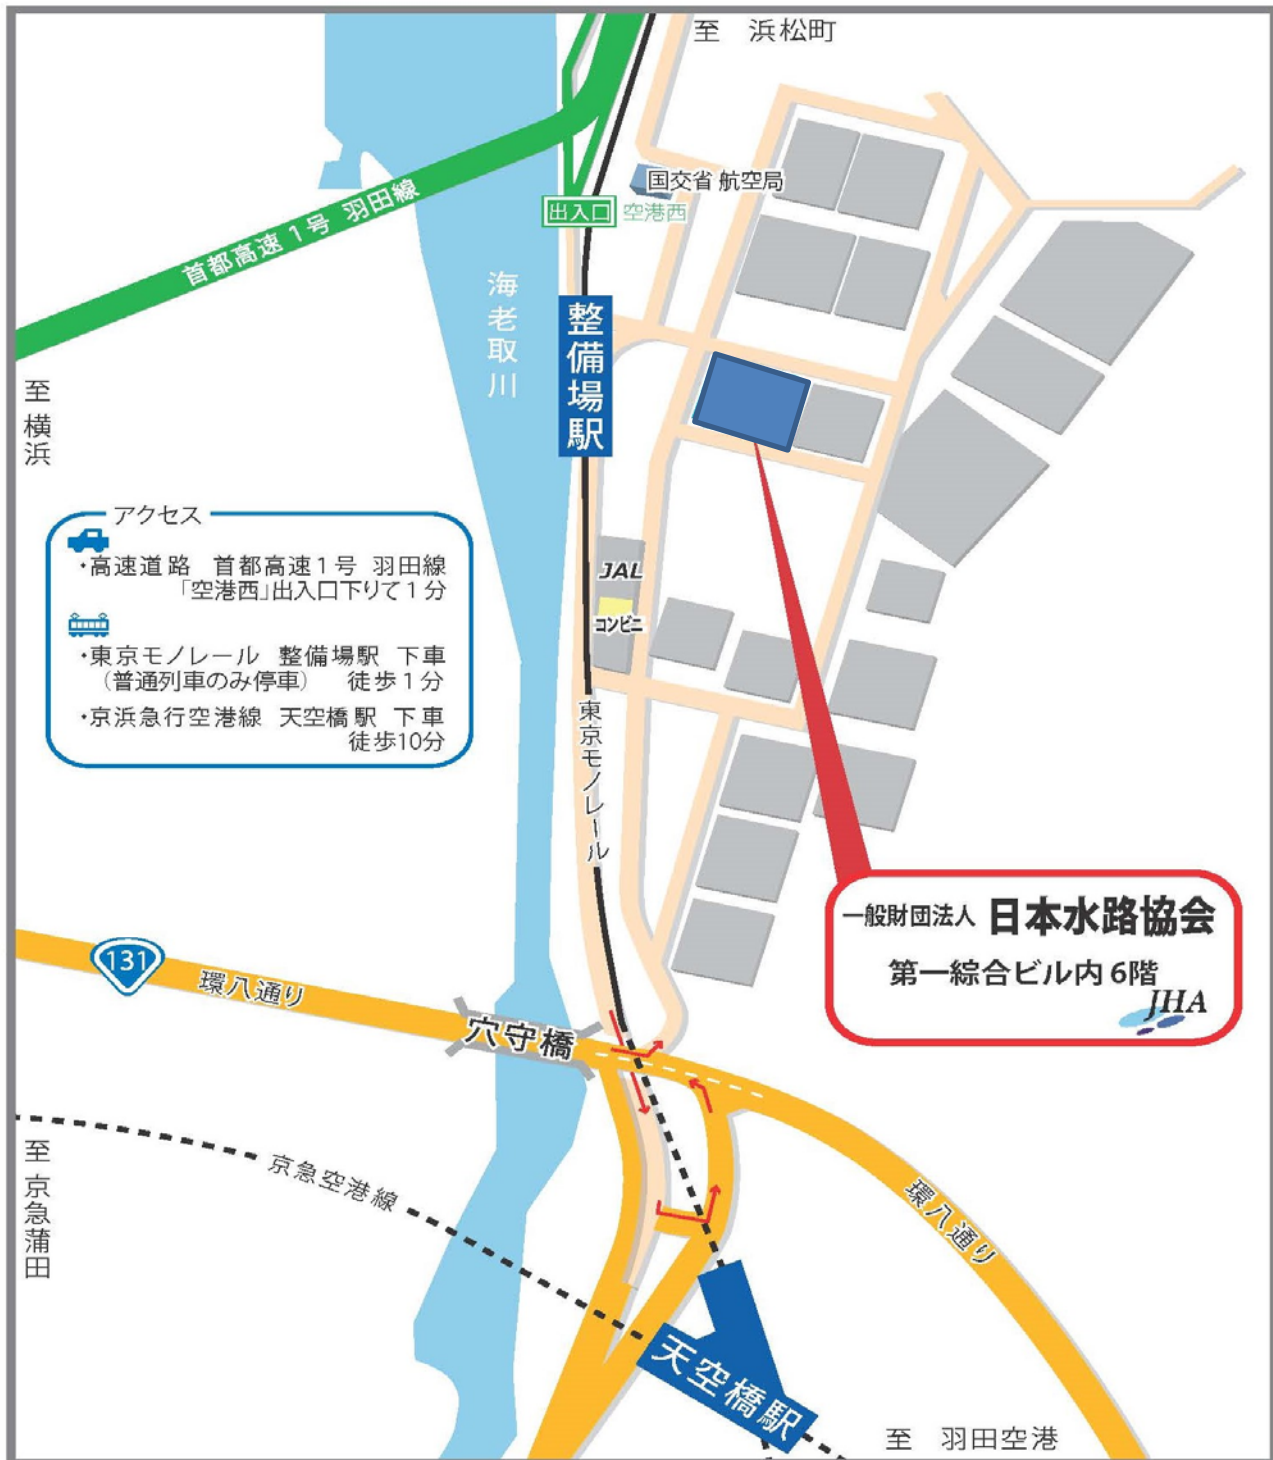 至 浜松町
国交省 航空局
出入口 空港西
首都高速 1号 羽田線
海老取川
整備場駅
至 横浜
アクセス
・高速道路 首都高速1号 羽田線
「空港西」出入口下りて1分
・東京モノレール 整備場駅 下車
(普通列車のみ停車) 徒歩1分
・京浜急行空港線 天空橋駅 下車
徒歩10分
JAL
コンビニ
東京モノレール
一般財団法人 日本水路協会
第一綜合ビル内 6階
JHA
131
環八通り
穴守橋
至 京急蒲田
京急空港線
環八通り
天空橋駅
至 羽田空港